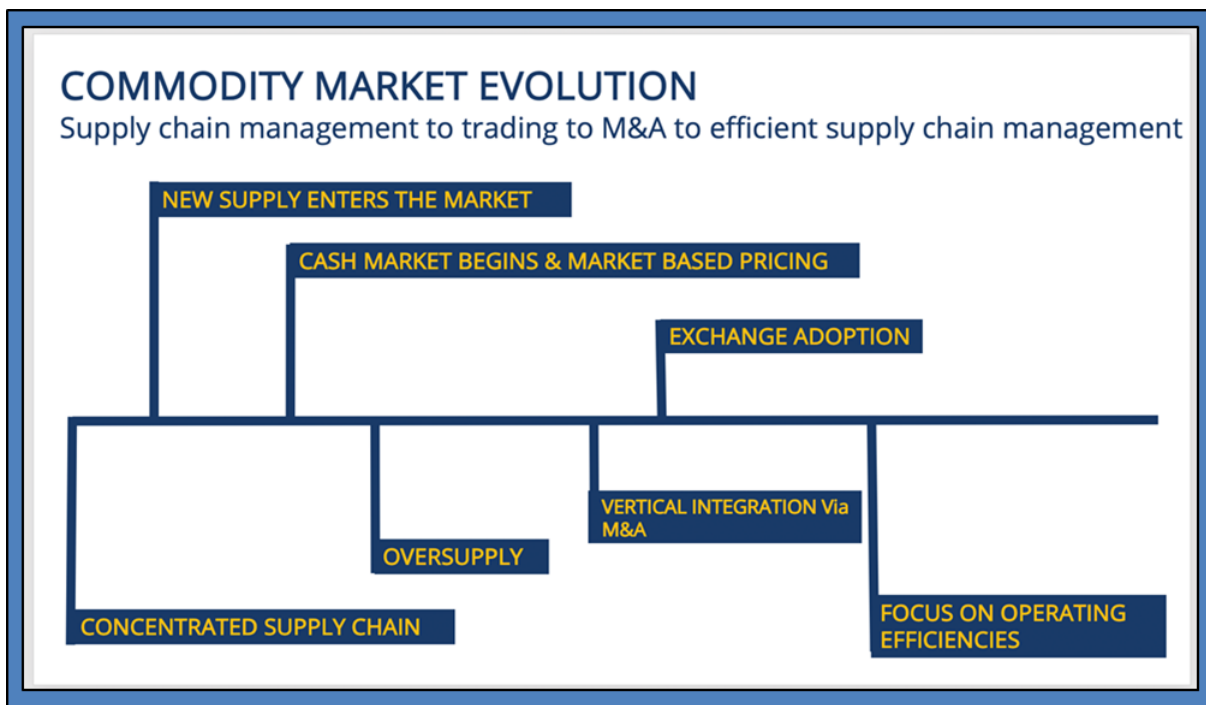 COMMODITY MARKET EVOLUTION
Supply chain management to trading to M&A to efficient supply chain management
NEW SUPPLY ENTERS THE MARKET
CASH MARKET BEGINS & MARKET BASED PRICING
EXCHANGE ADOPTION
VERTICAL INTEGRATION Via
M&A
OVERSUPPLY
CONCENTRATED SUPPLY CHAIN
FOCUS ON OPERATING
EFFICIENCIES